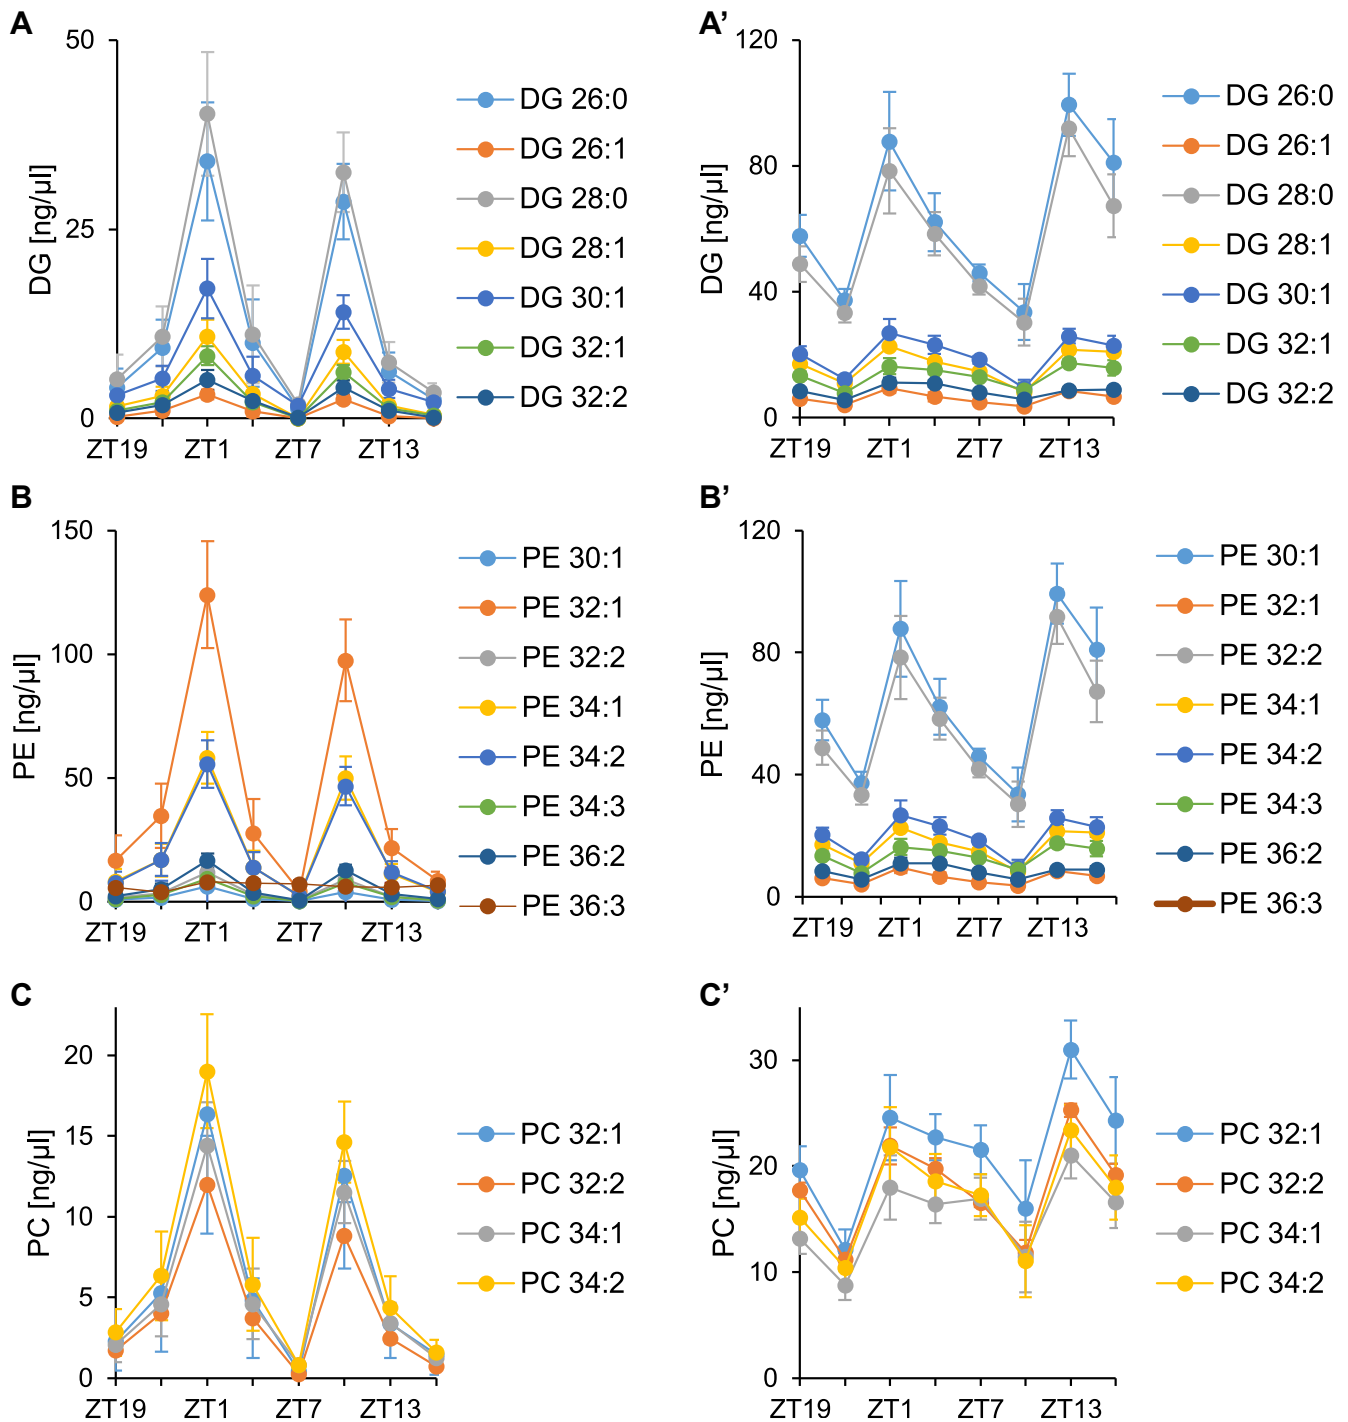 A
DG [ng/µl]
50
25
0
ZT19 ZT1 ZT7 ZT13
DG 26:0
DG 26:1
DG 28:0
DG 28:1
DG 30:1
DG 32:1
DG 32:2
A’
DG [ng/µl]
120
80
40
0
ZT19 ZT1 ZT7 ZT13
DG 26:0
DG 26:1
DG 28:0
DG 28:1
DG 30:1
DG 32:1
DG 32:2
B
PE [ng/µl]
150
100
50
0
ZT19 ZT1 ZT7 ZT13
PE 30:1
PE 32:1
PE 32:2
PE 34:1
PE 34:2
PE 34:3
PE 36:2
PE 36:3
B’
PE [ng/µl]
120
80
40
0
ZT19 ZT1 ZT7 ZT13
PE 30:1
PE 32:1
PE 32:2
PE 34:1
PE 34:2
PE 34:3
PE 36:2
PE 36:3
C
PC [ng/µl]
20
15
10
5
0
ZT19 ZT1 ZT7 ZT13
PC 32:1
PC 32:2
PC 34:1
PC 34:2
C’
PC [ng/µl]
30
20
10
0
ZT19 ZT1 ZT7 ZT13
PC 32:1
PC 32:2
PC 34:1
PC 34:2